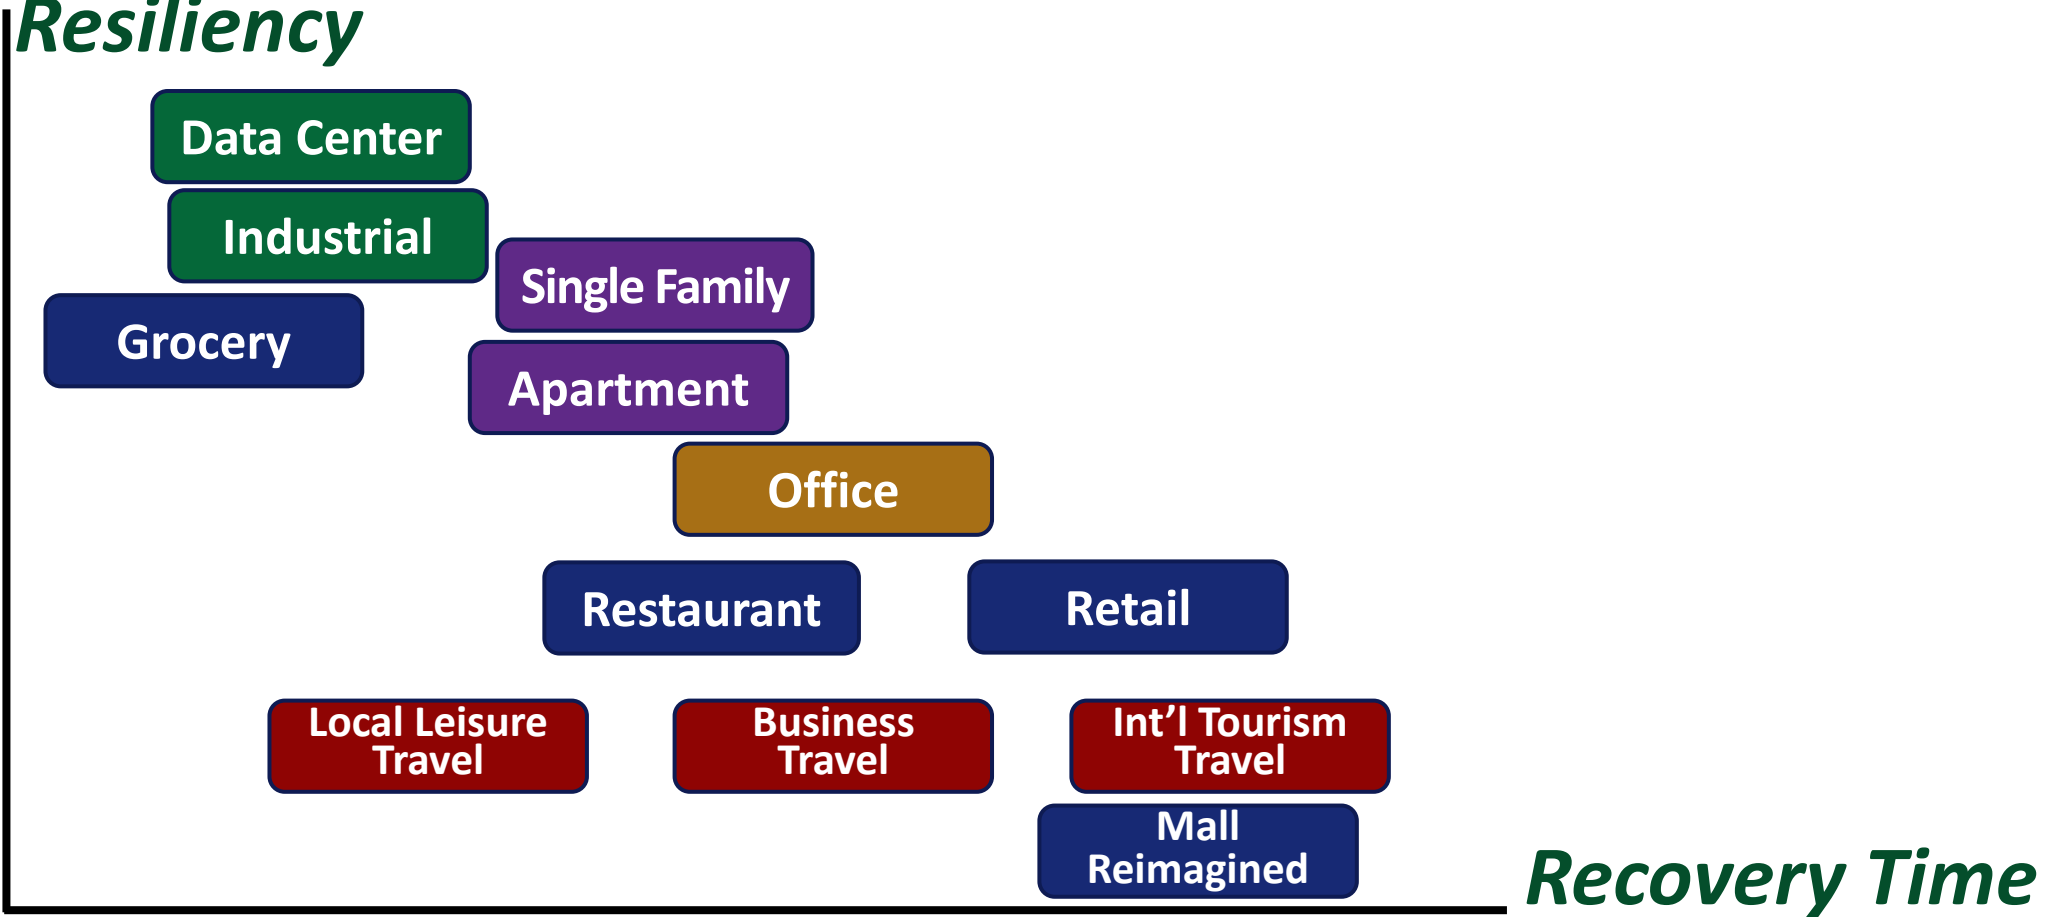 Resiliency
Data Center
Industrial
Single Family
Grocery
Apartment
Office
Restaurant
Retail
Local Leisure
Travel
Business
Travel
Int’l Tourism
Travel
Mall
Reimagined
Recovery Time